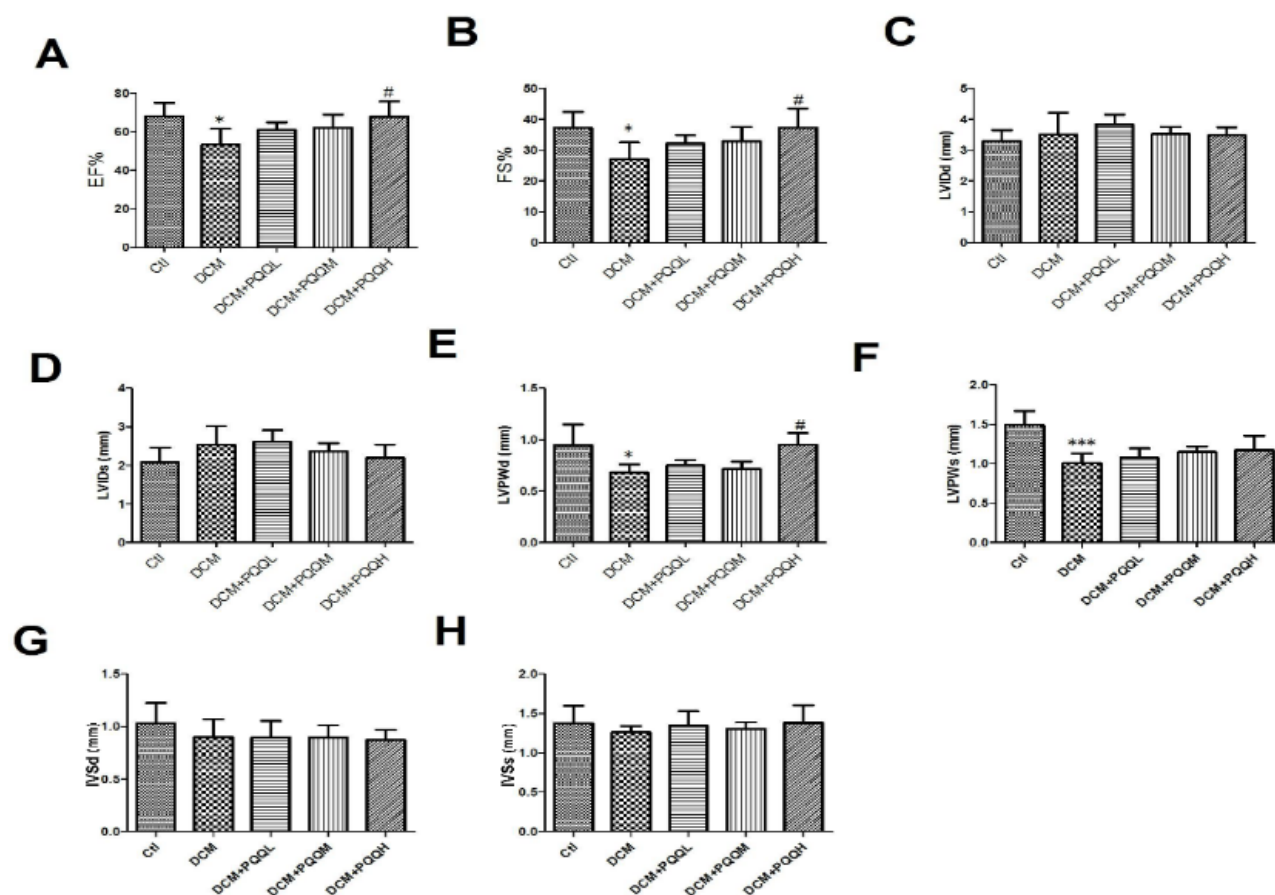 A
EF%
80
60
40
20
0
*
#
Ctl
DCM
DCM+PQQL
DCM+PQQM
DCM+PQQH
B
FS%
50
40
30
20
10
0
*
#
Ctl
DCM
DCM+PQQL
DCM+PQQM
DCM+PQQH
C
LVIDd (mm)
5
4
3
2
1
0
Ctl
DCM
DCM+PQQL
DCM+PQQM
DCM+PQQH
D
LVIDs (mm)
4
3
2
1
0
Ctl
DCM
DCM+PQQL
DCM+PQQM
DCM+PQQH
E
LVPWd (mm)
1.5
1.0
0.5
0.0
*
#
Ctl
DCM
DCM+PQQL
DCM+PQQM
DCM+PQQH
F
LVPWs (mm)
2.0
1.5
1.0
0.5
0.0
***
Ctl
DCM
DCM+PQQL
DCM+PQQM
DCM+PQQH
G
IVSd (mm)
1.5
1.0
0.5
0.0
Ctl
DCM
DCM+PQQL
DCM+PQQM
DCM+PQQH
H
IVSs (mm)
2.0
1.5
1.0
0.5
0.0
Ctl
DCM
DCM+PQQL
DCM+PQQM
DCM+PQQH